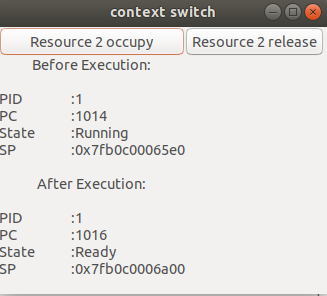 context switch
Resource 2 occupy Resource 2 release
Before Execution:
PID :1
PC :1014
State :Running
SP :0x7fb0c00065e0
After Execution:
PID :1
PC :1016
State :Ready
SP :0x7fb0c0006a00